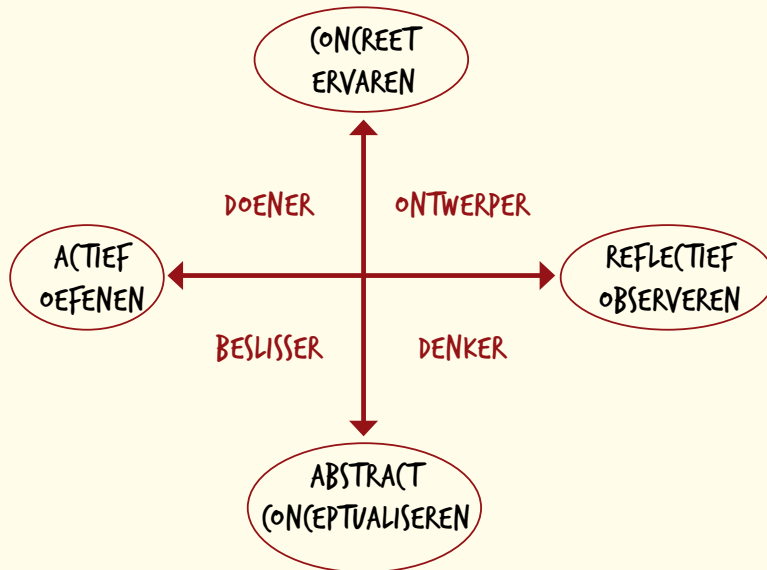 CONCREET
ERVAREN
DOENER
ONTWERPER
ACTIEF
OEFENEN
REFLECTIEF
OBSERVEREN
BESLISSER
DENKER
ABSTRACT
CONCEPTUALISEREN